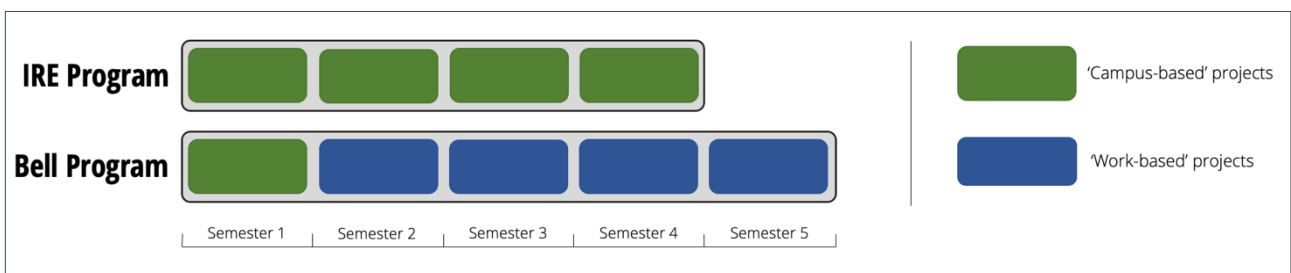 IRE Program
'Campus-based' projects
Bell Program
'Work-based' projects
Semester 1
Semester 2
Semester 3
Semester 4
Semester 5